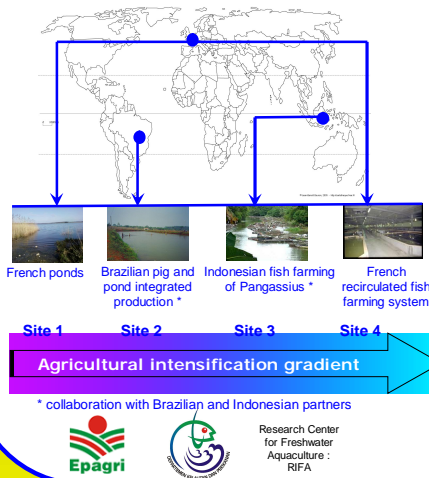 French ponds
Brazilian pig and
pond integrated
production *
Indonesian fish farming
of Pangassius *
French
recirculated fish
farming system
Site 1 Site 2 Site 3 Site 4
Agricultural intensification gradient
* collaboration with Brazilian and Indonesian partners
Epagri
Research Center
for Freshwater
Aquaculture :
RIFA